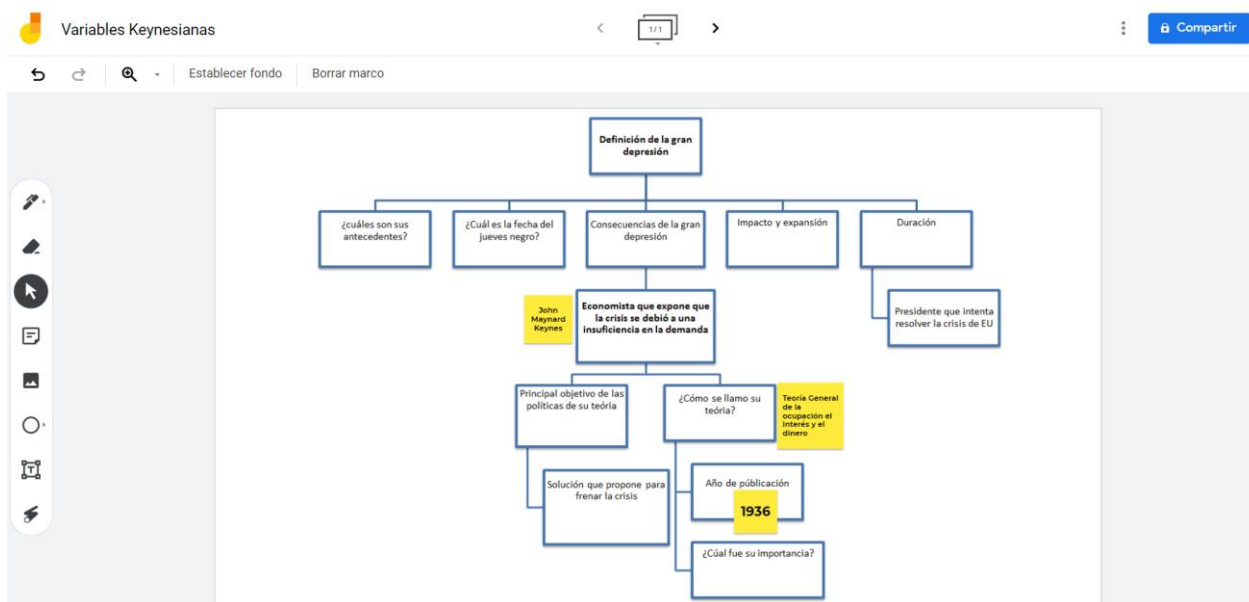 Variables Keynesianas
1/1
Compartir
Establecer fondo
Borrar marco
Definición de la gran
depresión
¿cuáles son sus
antecedentes?
¿Cuál es la fecha del
jueves negro?
Consecuencias de la gran
depresión
Impacto y expansión
Duración
John
Maynard
Keynes
Economista que expone que
la crisis se debió a una
insuficiencia en la demanda
Presidente que intenta
resolver la crisis de EU
Principal objetivo de las
políticas de su teória
¿Cómo se llamo su
teória?
Teoría General
de la
ocupación el
interés y el
dinero
Solución que propone para
frenar la crisis
Año de públicación
1936
¿Cúal fue su importancia?